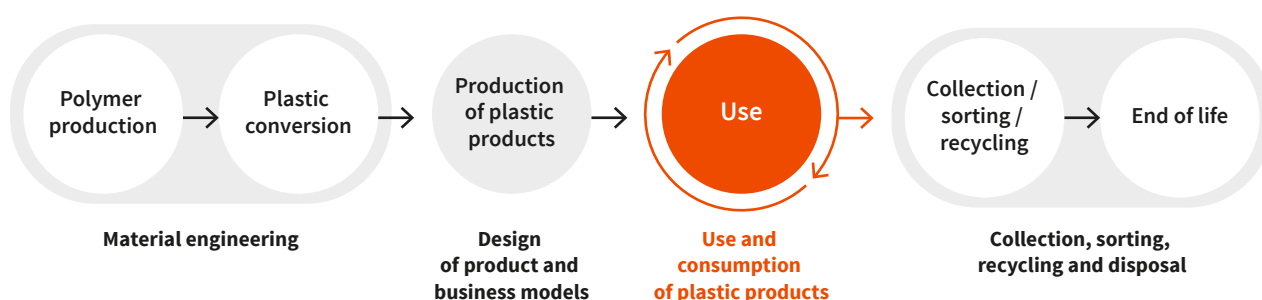 Polymer
production
Plastic
conversion
Production
of plastic
products
Use
Collection /
sorting /
recycling
End of life
Material engineering
Design
of product and
business models
Use and
consumption
of plastic products
Collection, sorting,
recycling and disposal